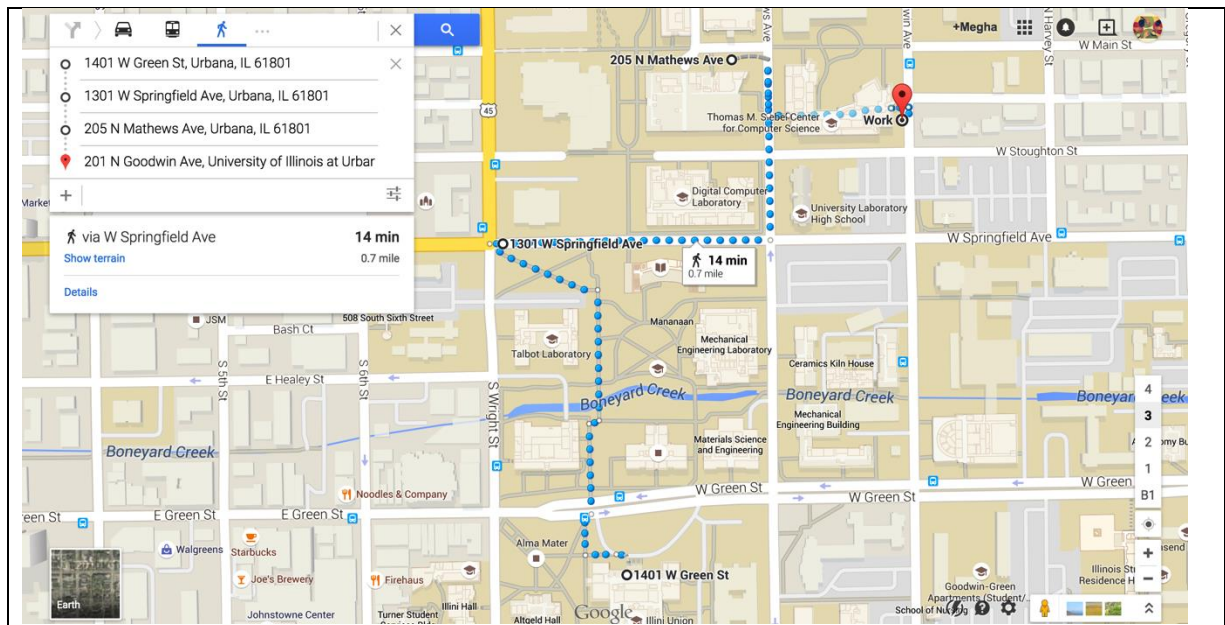 1401 W Green St, Urbana, IL 61801
1301 W Springfield Ave, Urbana, IL 61801
205 N Mathews Ave, Urbana, IL 61801
201 N Goodwin Ave, University of Illinois at Urbar
via W Springfield Ave
14 min
Show terrain
0.7 mile
Details
+Megha
W Main St
N Harvey St
45
205 N Mathews Ave
Thomas M. Siebel Center
for Computer Science
Work
W Stoughton St
Digital Computer
Laboratory
University Laboratory
High School
Market
1301 W Springfield Ave
W Springfield Ave
14 min
0.7 mile
JSM
508 South Sixth Street
Bash Ct
Mananaan
Talbot Laboratory
Mechanical
Engineering Laboratory
Ceramics Kiln House
E Healey St
S 5th St
S 6th St
S Wright St
Boneyard Creek
Boneyard Creek
Mechanical
Engineering Building
Boneyard Creek
Materials Science
and Engineering
4
3
2
1
B1
Noodles & Company
W Green St
W Green St
W Green
E Green St
E Green St
Walgreens
Starbucks
Alma Mater
Joe's Brewery
Firehaus
1401 W Green St
Goodwin-Green
Apartments (Student/
Illinois St
Residence H
Earth
Johnstowne Center
Turner Student
Illini Hall
Altgeld Hall
Google
Illini Union
School of Nursing